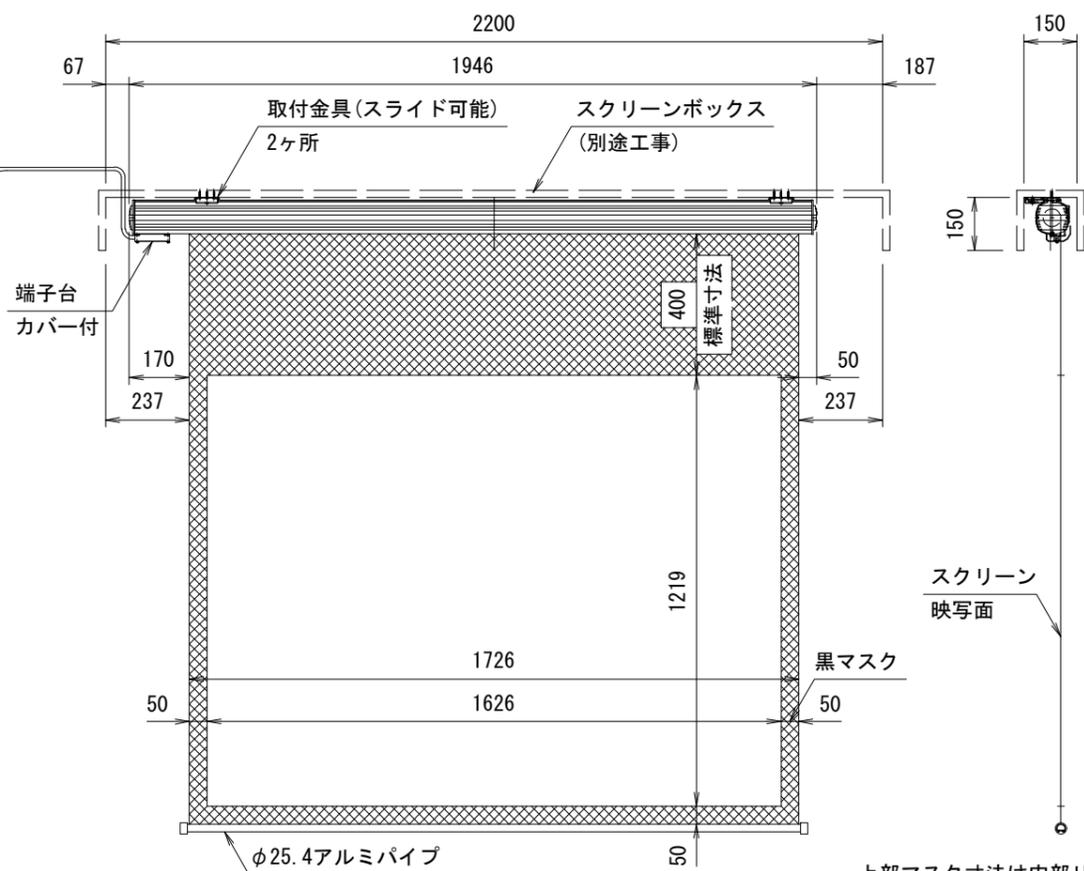 2200
150
67
1946
187
取付金具(スライド可能)
2ヶ所
スクリーンボックス
(別途工事)
150
端子台
カバー付
400
標準寸法
170
50
237
237
1219
スクリーン
映写面
1726
黒マスク
50
1626
50
φ25.4アルミパイプ
50